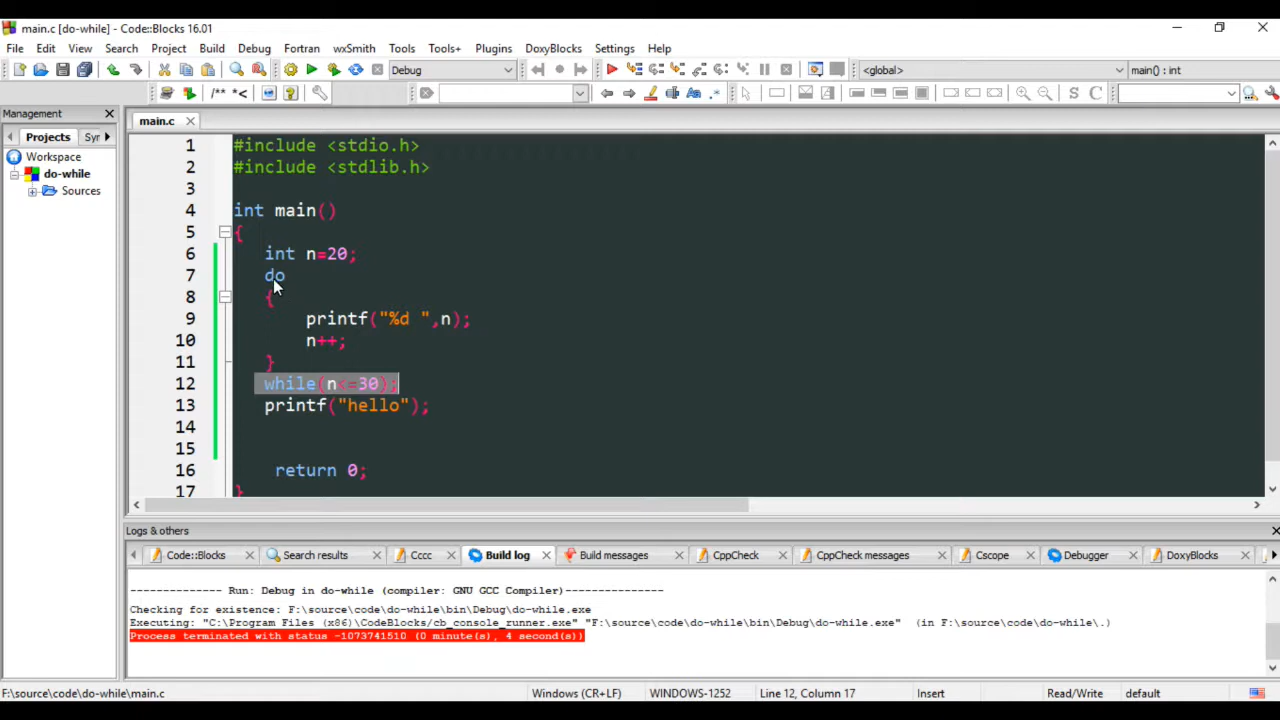 main.c [do-while] - Code::Blocks 16.01
File Edit View Search Project Build Debug Fortran wxSmith Tools Tools+ Plugins DoxyBlocks Settings Help
Debug <global> main() : int
/** *< S C
Management
main.c
Projects Syr
Workspace
do-while
Sources
1 #include <stdio.h>
2 #include <stdlib.h>
3
4 int main()
5 {
6 int n=20;
7 do
8 {
9 printf("%d ",n);
10 n++;
11 }
12 while(n<=30);
13 printf("hello");
14
15
16 return 0;
17 }
Logs & others
Code::Blocks Search results Cccc Build log Build messages CppCheck CppCheck messages Cscope Debugger DoxyBlocks
-------------- Run: Debug in do-while (compiler: GNU GCC Compiler)---------------
Checking for existence: F:\source\code\do-while\bin\Debug\do-while.exe
Executing: "C:\Program Files (x86)\CodeBlocks/cb_console_runner.exe" "F:\source\code\do-while\bin\Debug\do-while.exe" (in F:\source\code\do-while\.)
Process terminated with status -1073741510 (0 minute(s), 4 second(s))
F:\source\code\do-while\main.c Windows (CR+LF) WINDOWS-1252 Line 12, Column 17 Insert Read/Write default